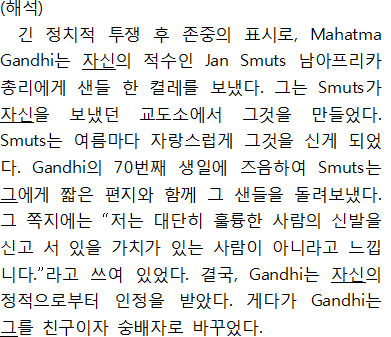 (해석)
긴 정치적 투쟁 후 존중의 표시로, Mahatma
Gandhi는 자신의 적수인 Jan Smuts 남아프리카
총리에게 샌들 한 켤레를 보냈다. 그는 Smuts가
자신을 보냈던 교도소에서 그것을 만들었다.
Smuts는 여름마다 자랑스럽게 그것을 신게 되었
다. Gandhi의 70번째 생일에 즈음하여 Smuts는
그에게 짧은 편지와 함께 그 샌들을 돌려보냈다.
그 쪽지에는 “저는 대단히 훌륭한 사람의 신발을
신고 서 있을 가치가 있는 사람이 아니라고 느낍
니다.”라고 쓰여 있었다. 결국, Gandhi는 자신의
정적으로부터 인정을 받았다. 게다가 Gandhi는
그를 친구이자 숭배자로 바꾸었다.